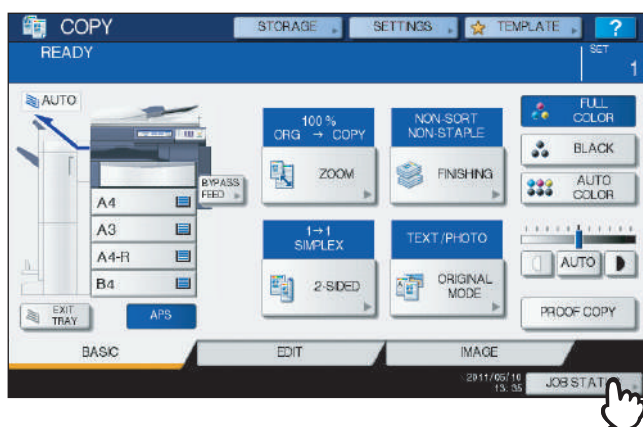 COPY
STORAGE
SETTINGS
TEMPLATE
?
READY
SET
1
AUTO
A4
A3
A4-R
B4
BYPASS
FEED
EXIT
TRAY
APS
100 %
ORG → COPY
ZOOM
NON-SORT
NON-STAPLE
FINISHING
1→1
SIMPLEX
2-SIDED
TEXT/PHOTO
ORIGINAL
MODE
FULL
COLOR
BLACK
AUTO
COLOR
AUTO
PROOF COPY
BASIC
EDIT
IMAGE
2011/05/10
13: 35
JOB STAT